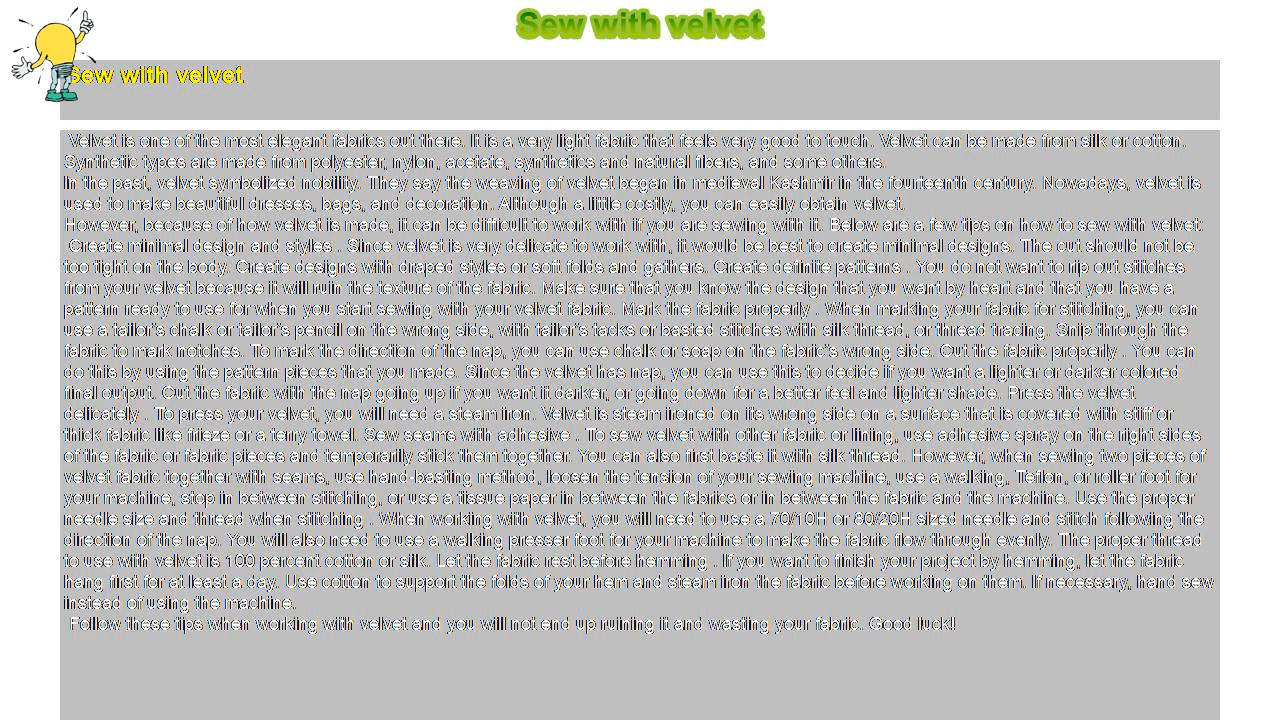 Sew with velvet
Sew with velvet
Velvet is one of the most elegant fabrics out there. It is a very light fabric that feels very good to touch. Velvet can be made from silk or cotton.
Synthetic types are made from polyester, nylon, acetate, synthetics and natural fibers, and some others.
In the past, velvet symbolized nobility. They say the weaving of velvet began in medieval Kashmir in the fourteenth century. Nowadays, velvet is
used to make beautiful dresses, bags, and decoration. Although a little costly, you can easily obtain velvet.
However, because of how velvet is made, it can be difficult to work with if you are sewing with it. Below are a few tips on how to sew with velvet:
Create minimal design and styles . Since velvet is very delicate to work with, it would be best to create minimal designs. The cut should not be
too tight on the body. Create designs with draped styles or soft folds and gathers. Create definite patterns . You do not want to rip out stitches
from your velvet because it will ruin the texture of the fabric. Make sure that you know the design that you want by heart and that you have a
pattern ready to use for when you start sewing with your velvet fabric. Mark the fabric properly . When marking your fabric for stitching, you can
use a tailor"s chalk or tailor"s pencil on the wrong side, with tailor"s tacks or basted stitches with silk thread, or thread tracing. Snip through the
fabric to mark notches. To mark the direction of the nap, you can use chalk or soap on the fabric"s wrong side. Cut the fabric properly . You can
do this by using the pattern pieces that you made. Since the velvet has nap, you can use this to decide if you want a lighter or darker colored
final output. Cut the fabric with the nap going up if you want it darker, or going down for a better feel and lighter shade. Press the velvet
delicately . To press your velvet, you will need a steam iron. Velvet is steam ironed on its wrong side on a surface that is covered with stiff or
thick fabric like frieze or a terry towel. Sew seams with adhesive . To sew velvet with other fabric or lining, use adhesive spray on the right sides
of the fabric or fabric pieces and temporarily stick them together. You can also first baste it with silk thread. However, when sewing two pieces of
velvet fabric together with seams, use hand-basting method, loosen the tension of your sewing machine, use a walking, Teflon, or roller foot for
your machine, stop in between stitching, or use a tissue paper in between the fabrics or in between the fabric and the machine. Use the proper
needle size and thread when stitching . When working with velvet, you will need to use a 70/10H or 80/20H sized needle and stitch following the
direction of the nap. You will also need to use a walking presser foot for your machine to make the fabric flow through evenly. The proper thread
to use with velvet is 100 percent cotton or silk. Let the fabric rest before hemming . If you want to finish your project by hemming, let the fabric
hang first for at least a day. Use cotton to support the folds of your hem and steam iron the fabric before working on them. If necessary, hand sew
instead of using the machine.
Follow these tips when working with velvet and you will not end up ruining it and wasting your fabric. Good luck!